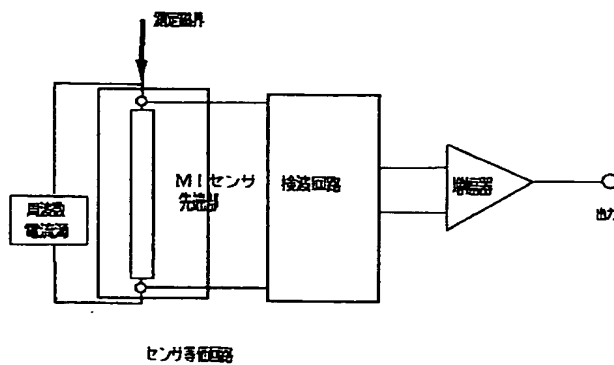 測定磁界
MIセンサ
先端部
検波回路
増幅器
周波数
電流源
出力
センサ等価回路